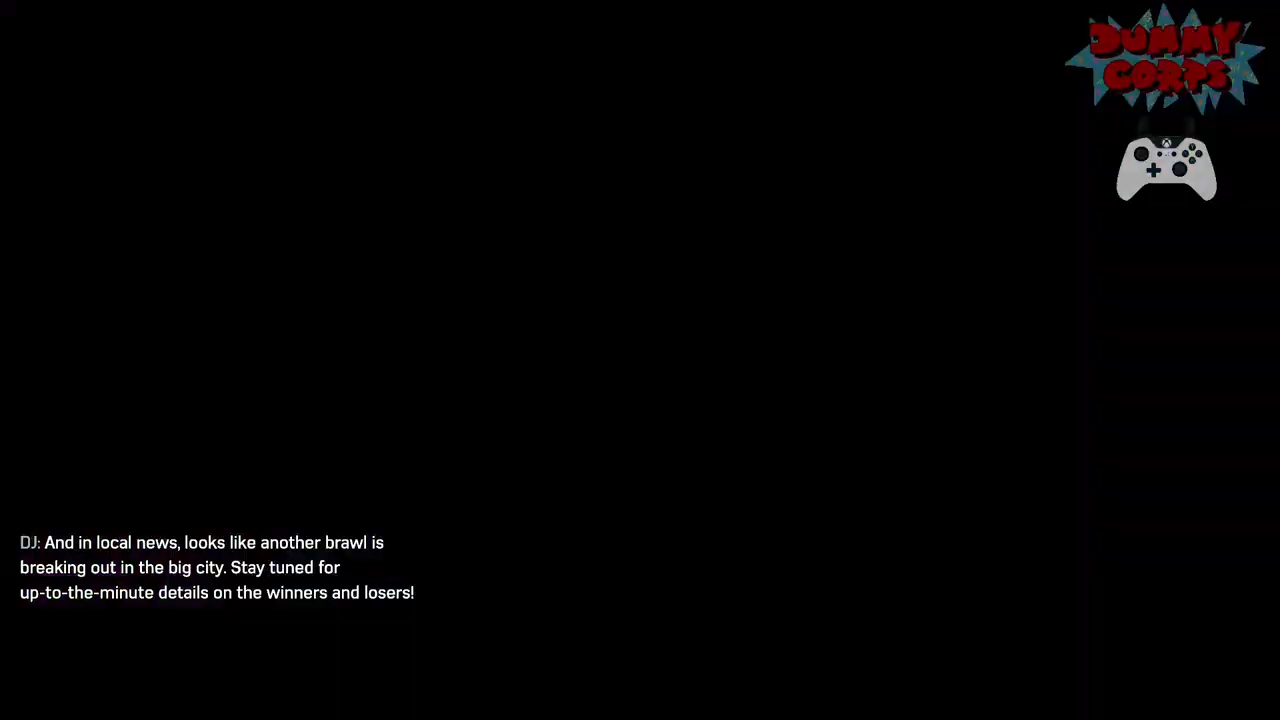 DUMMY
CORPS
DJ: And in local news, looks like another brawl is
breaking out in the big city. Stay tuned for
up-to-the-minute details on the winners and losers!